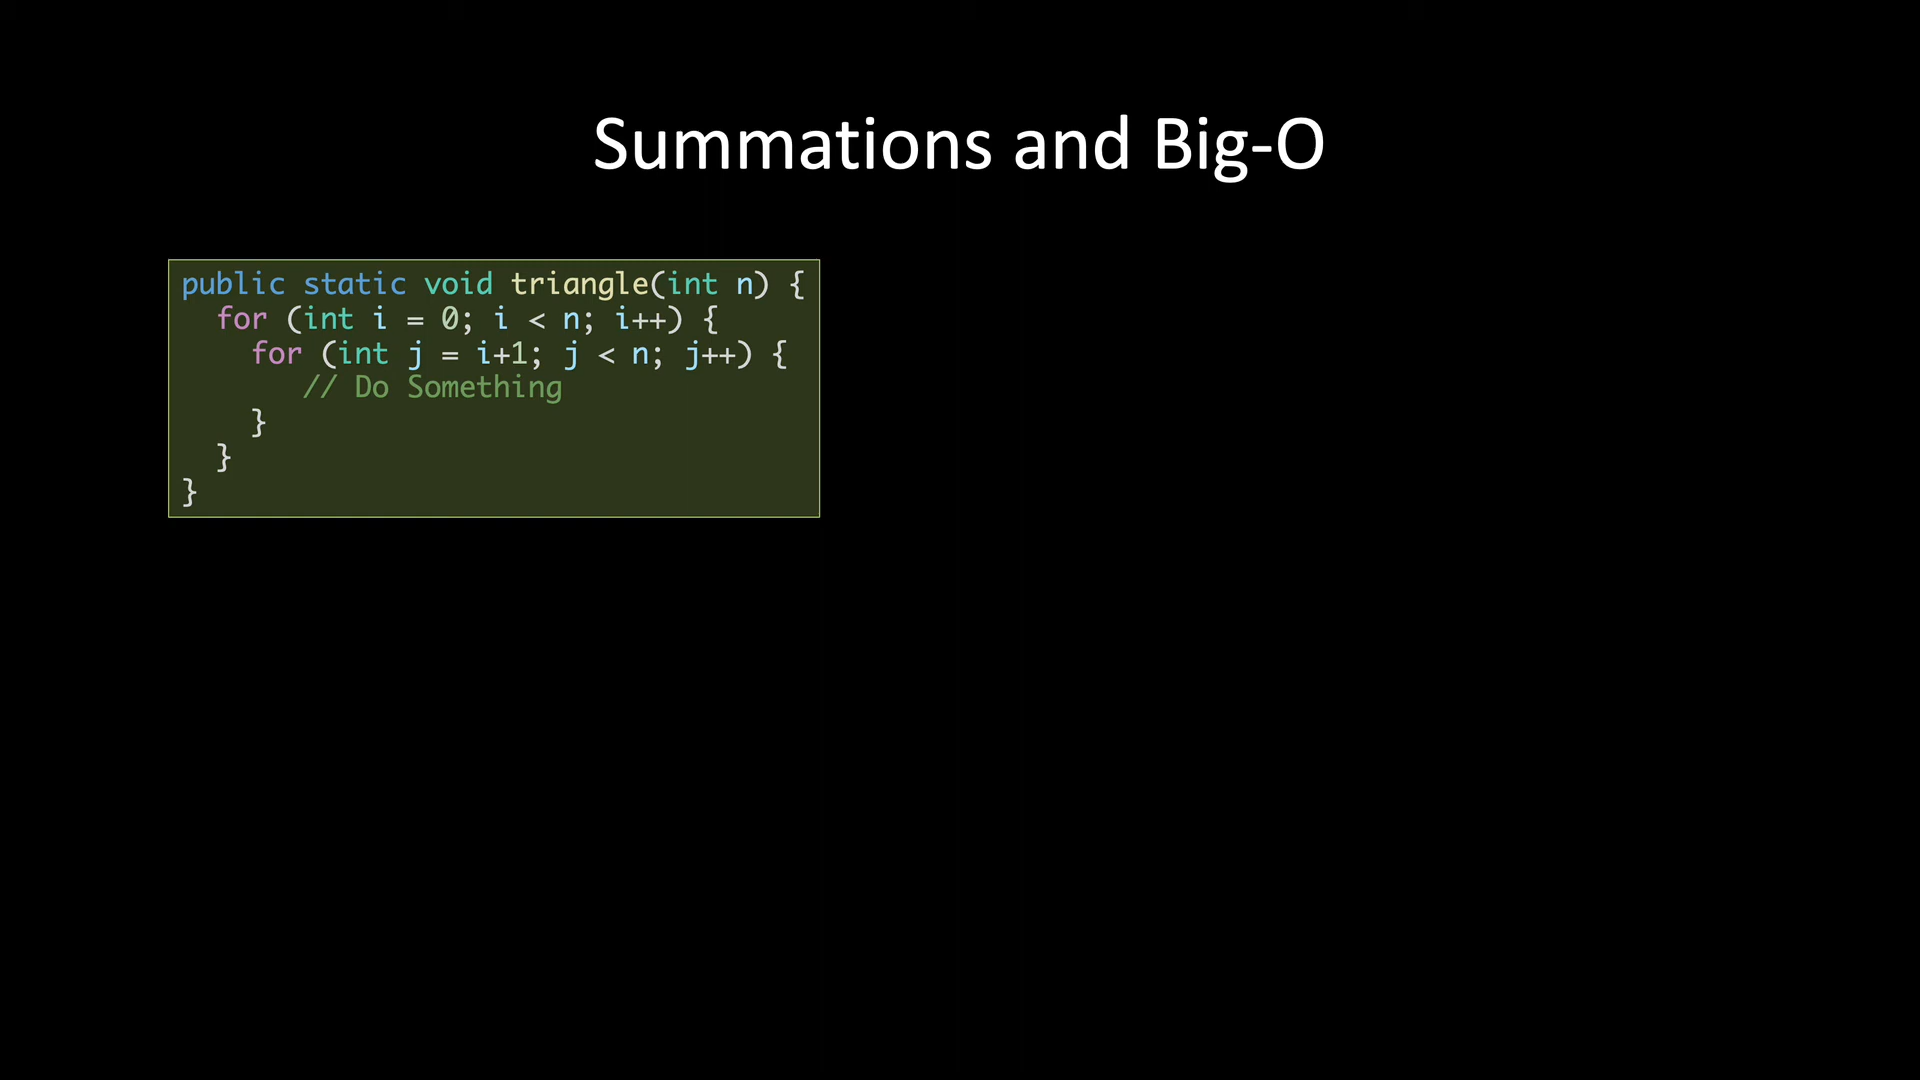 Summations and Big-O
public static void triangle(int n) {
  for (int i = 0; i < n; i++) {
    for (int j = i+1; j < n; j++) {
       // Do Something
    }
  }
}